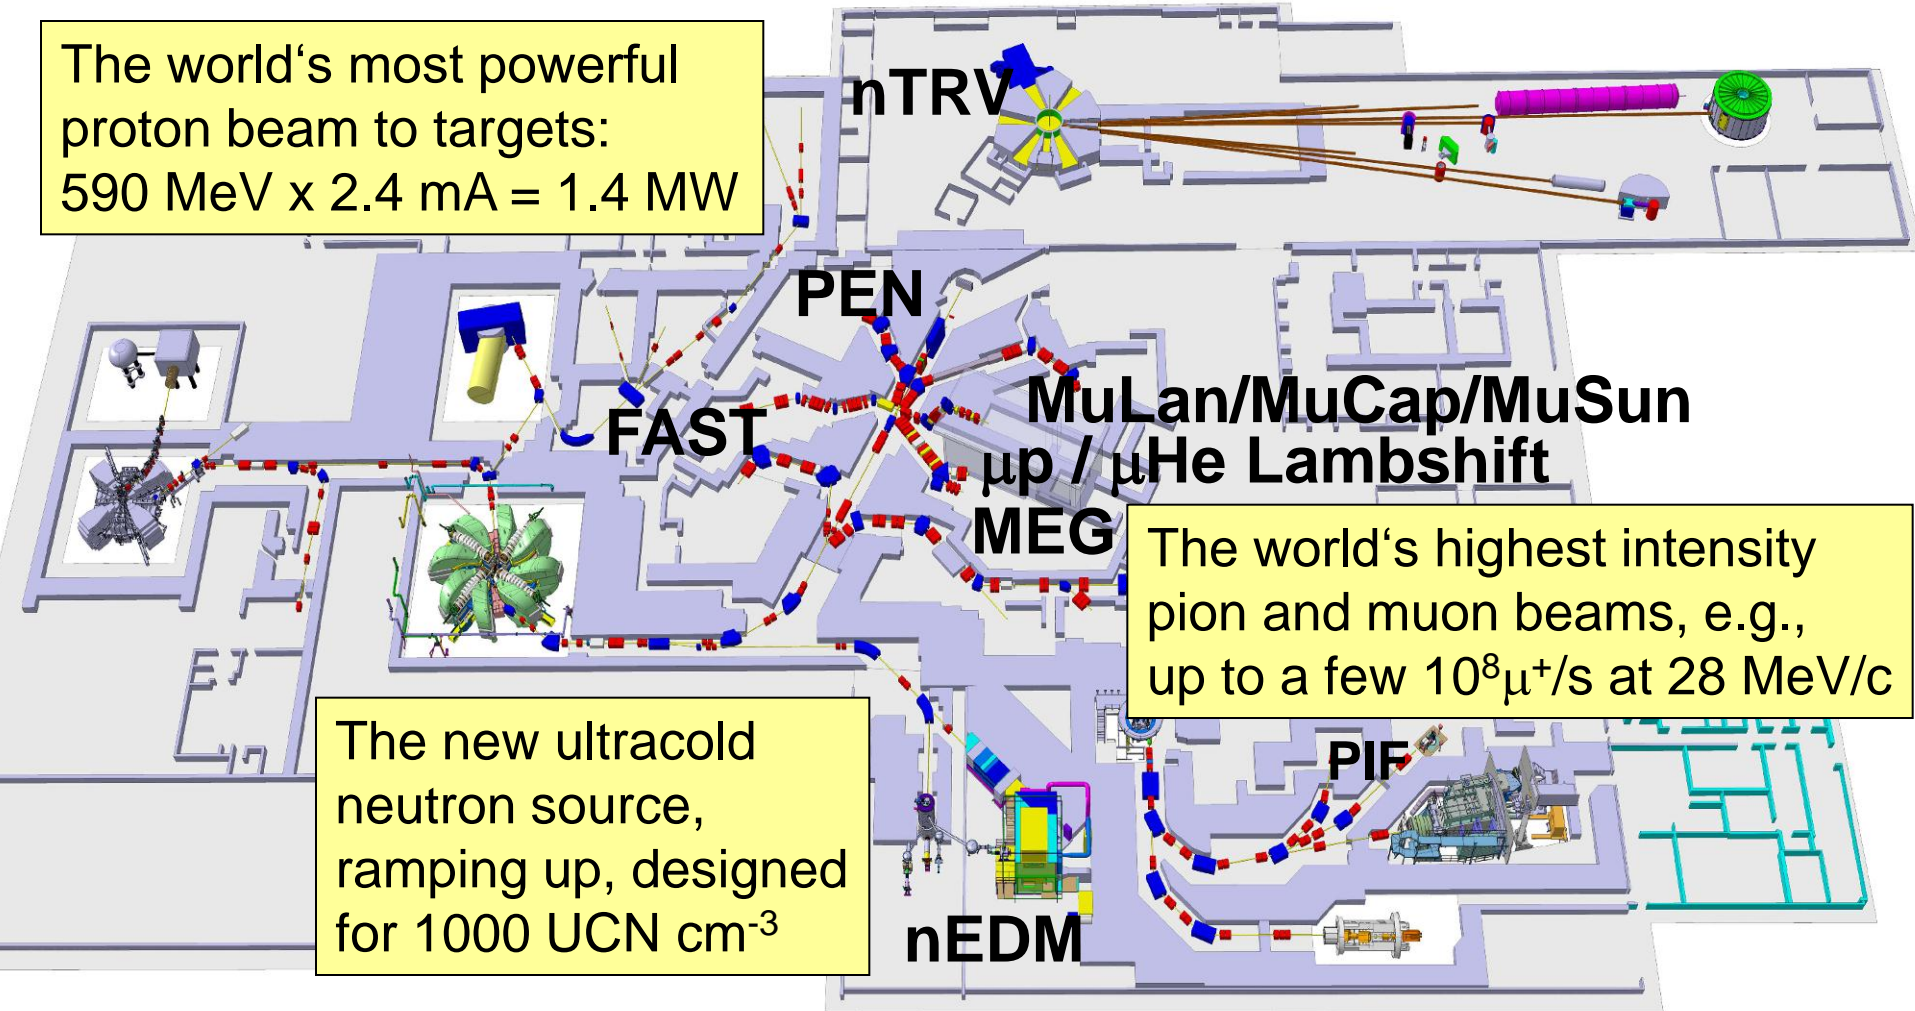 The world‘s most powerful
proton beam to targets:
590 MeV x 2.4 mA = 1.4 MW
nTRV
PEN
FAST
MuLan/MuCap/MuSun
μp / μHe Lambshift
MEG
The world‘s highest intensity
pion and muon beams, e.g.,
up to a few 10⁸μ⁺/s at 28 MeV/c
The new ultracold
neutron source,
ramping up, designed
for 1000 UCN cm⁻³
PIF
nEDM